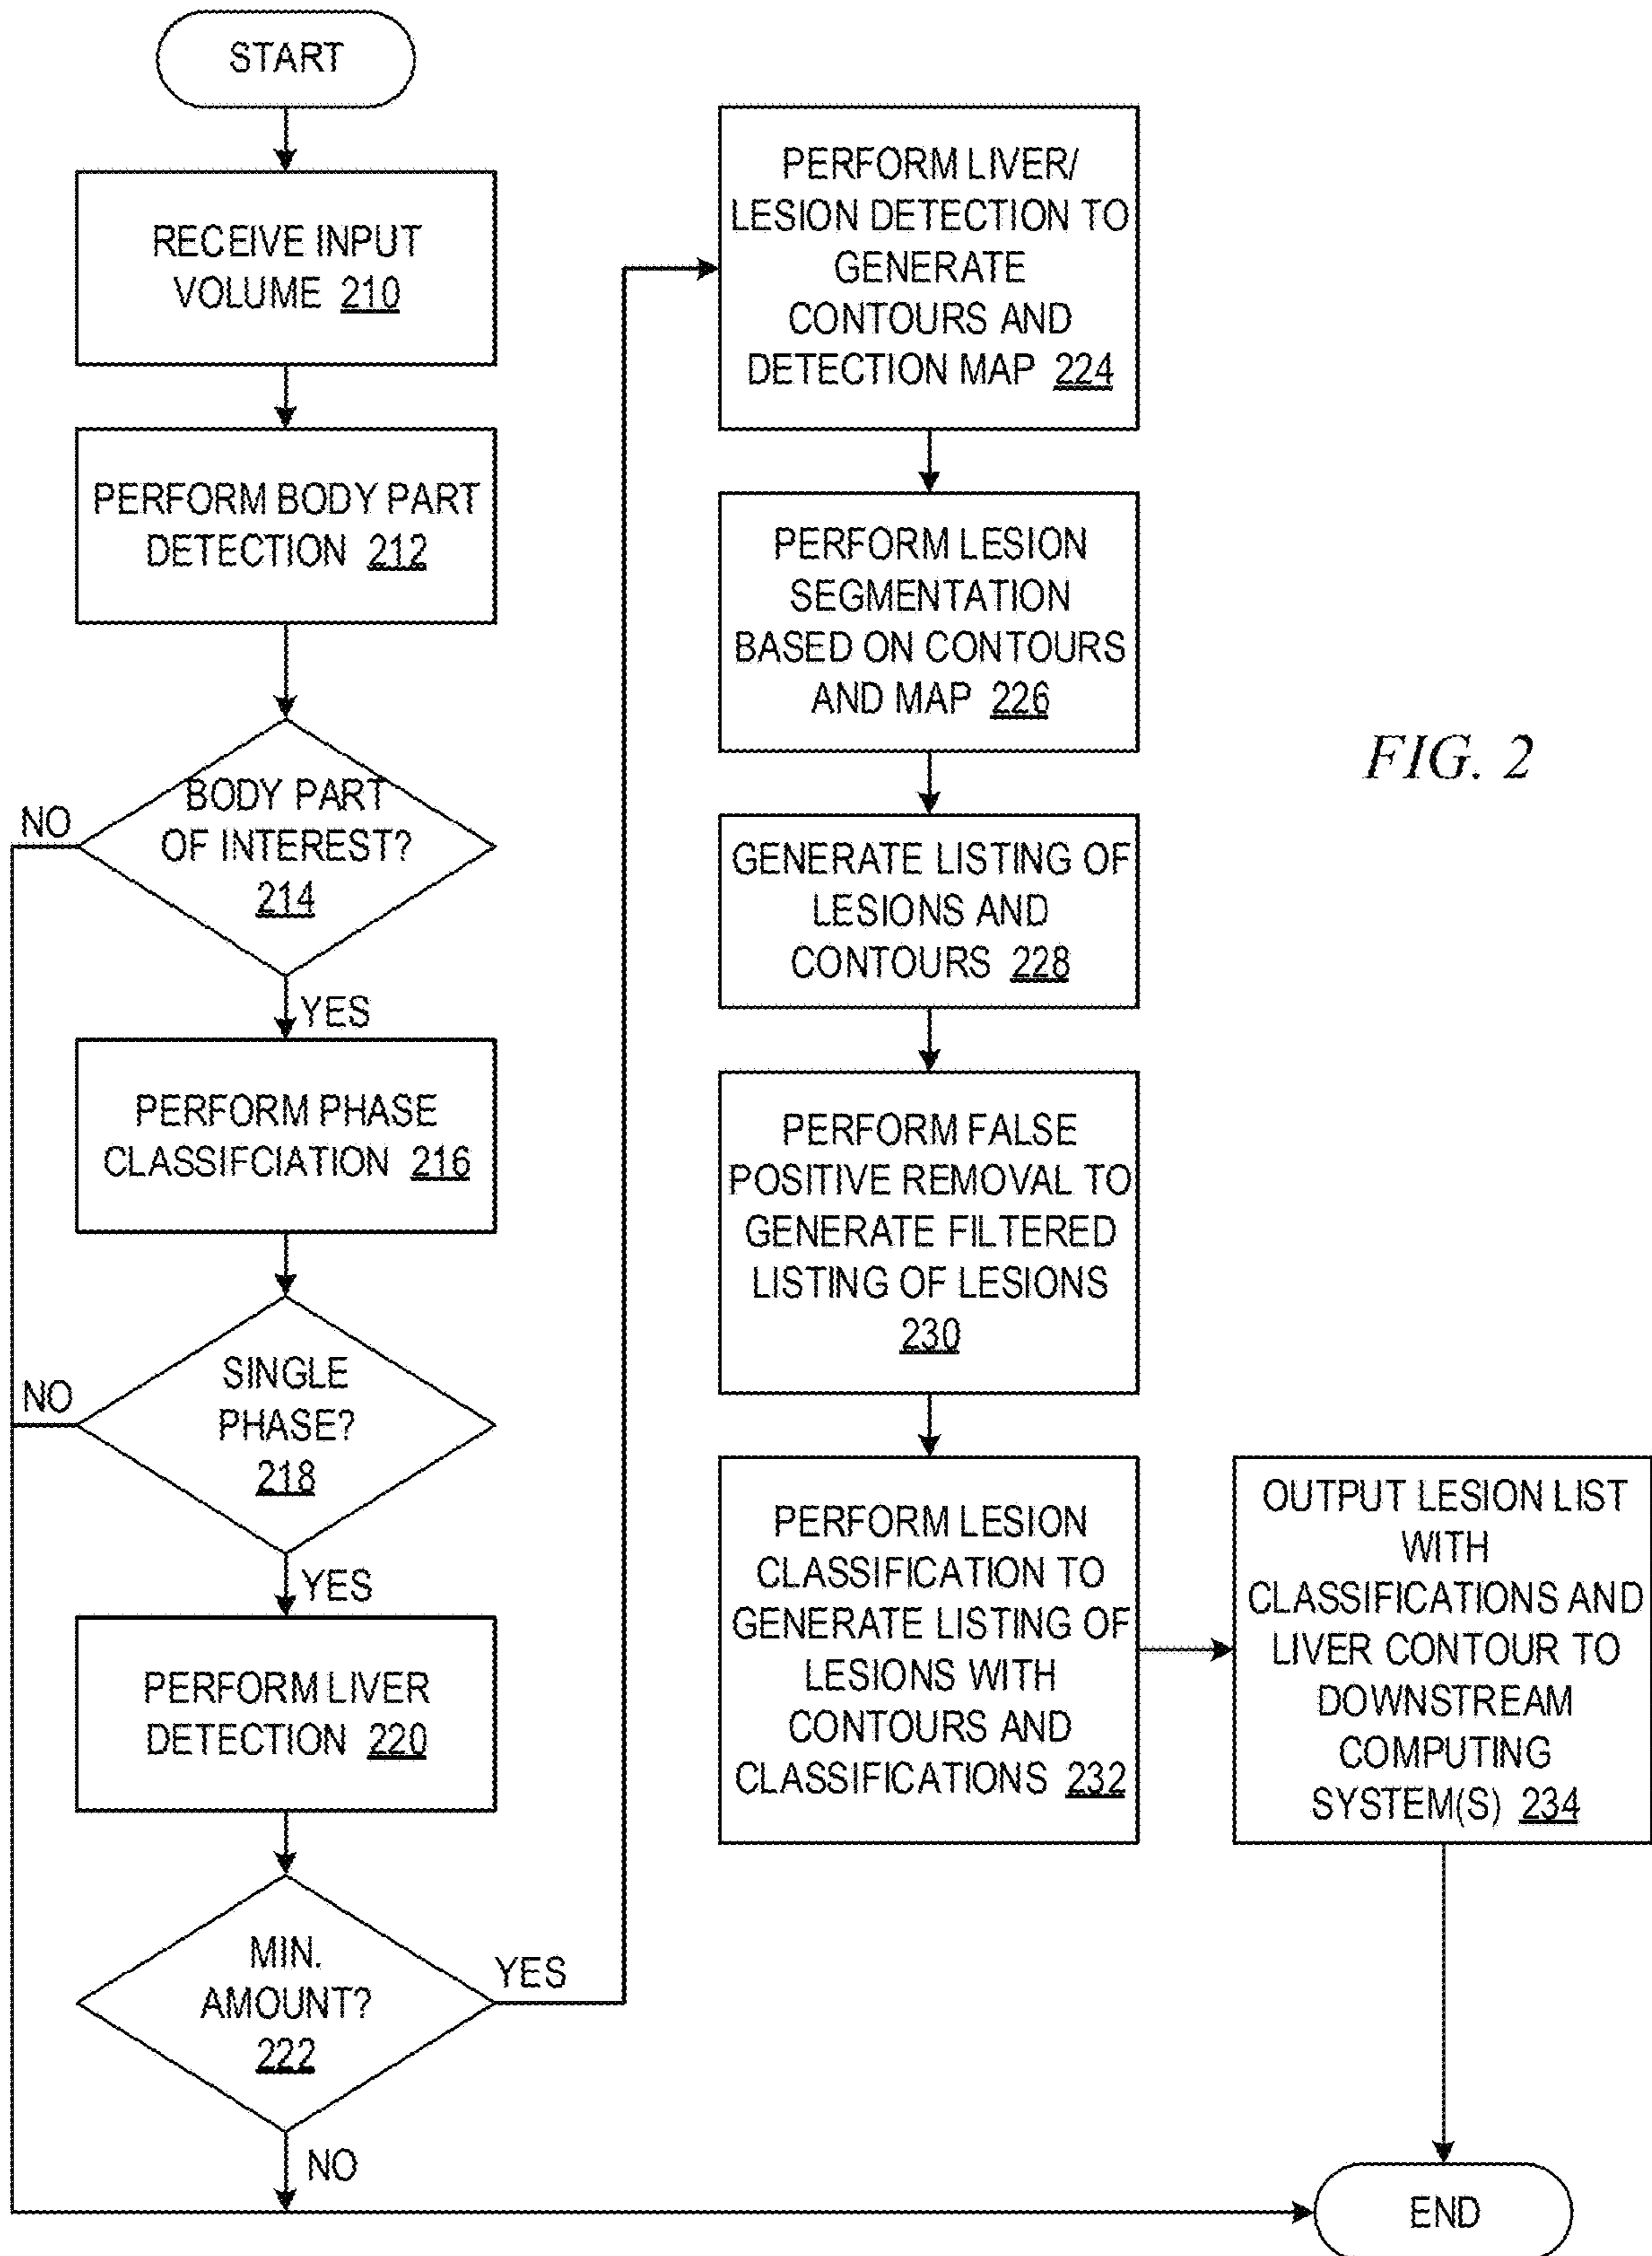 START
RECEIVE INPUT
VOLUME 210
PERFORM BODY PART
DETECTION 212
BODY PART
OF INTEREST?
214
NO
YES
PERFORM PHASE
CLASSIFCIATION 216
SINGLE
PHASE?
218
NO
YES
PERFORM LIVER
DETECTION 220
MIN.
AMOUNT?
222
YES
NO
PERFORM LIVER/
LESION DETECTION TO
GENERATE
CONTOURS AND
DETECTION MAP 224
PERFORM LESION
SEGMENTATION
BASED ON CONTOURS
AND MAP 226
GENERATE LISTING OF
LESIONS AND
CONTOURS 228
PERFORM FALSE
POSITIVE REMOVAL TO
GENERATE FILTERED
LISTING OF LESIONS
230
PERFORM LESION
CLASSIFICATION TO
GENERATE LISTING OF
LESIONS WITH
CONTOURS AND
CLASSIFICATIONS 232
OUTPUT LESION LIST
WITH
CLASSIFICATIONS AND
LIVER CONTOUR TO
DOWNSTREAM
COMPUTING
SYSTEM(S) 234
END
FIG. 2